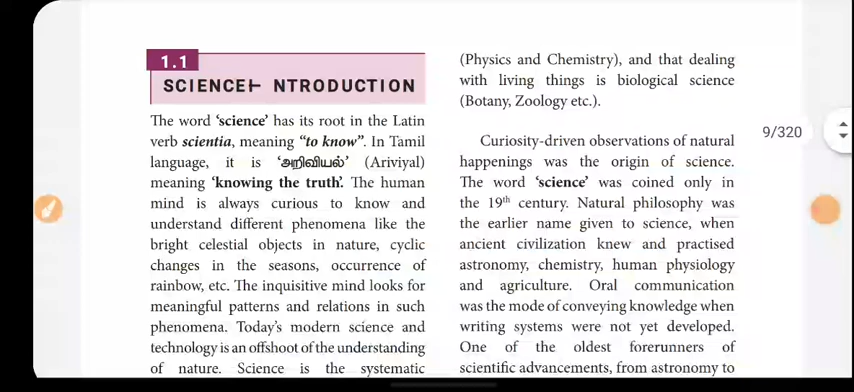 1.1
SCIENCE⊢ NTRODUCTION
The word ‘science’ has its root in the Latin
verb scientia, meaning “to know”. In Tamil
language, it is ‘அறிவியல்’ (Ariviyal)
meaning ‘knowing the truth’. The human
mind is always curious to know and
understand different phenomena like the
bright celestial objects in nature, cyclic
changes in the seasons, occurrence of
rainbow, etc. The inquisitive mind looks for
meaningful patterns and relations in such
phenomena. Today’s modern science and
technology is an offshoot of the understanding
of nature. Science is the systematic
(Physics and Chemistry), and that dealing
with living things is biological science
(Botany, Zoology etc.).
Curiosity-driven observations of natural
happenings was the origin of science.
The word ‘science’ was coined only in
the 19th century. Natural philosophy was
the earlier name given to science, when
ancient civilization knew and practised
astronomy, chemistry, human physiology
and agriculture. Oral communication
was the mode of conveying knowledge when
writing systems were not yet developed.
One of the oldest forerunners of
scientific advancements, from astronomy to
9/320